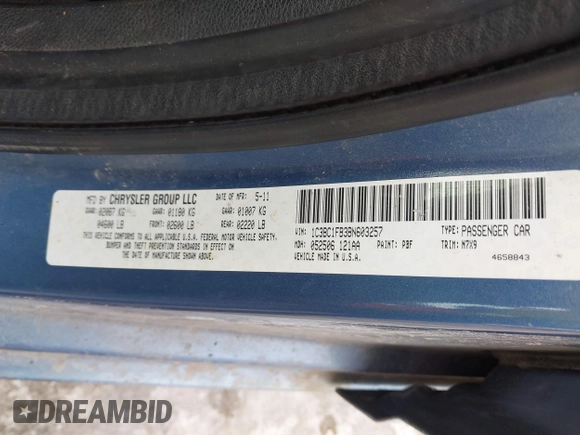 MFD BY CHRYSLER GROUP LLC DATE OF MFR: 5-11
GVWR: 02087 KG GAWR: 01180 KG GAWR: 01007 KG
04600 LB FRONT: 02600 LB REAR: 02220 LB
THIS VEHICLE CONFORMS TO ALL APPLICABLE U.S.A. FEDERAL MOTOR VEHICLE SAFETY,
BUMPER AND THEFT PREVENTION STANDARDS IN EFFECT ON
THE DATE OF MANUFACTURE SHOWN ABOVE.
VIN: 1C3BC1FB3BN603257 TYPE: PASSENGER CAR
MDH: 052506 121AA PAINT: PBF TRIM: M7X9
VEHICLE MADE IN U.S.A. 4658843
DREAMBID